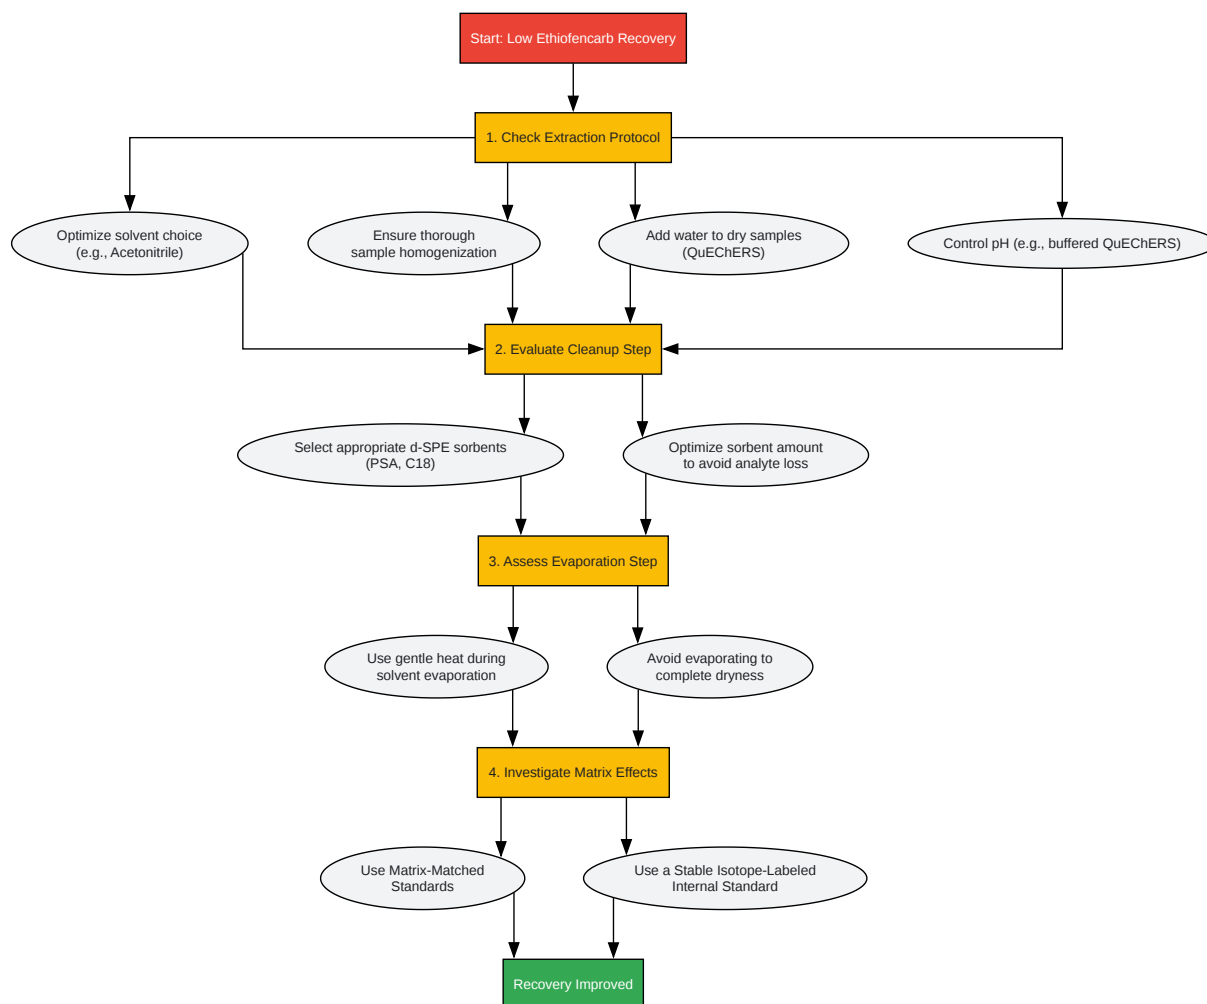 Start: Low Ethiofencarb Recovery
1. Check Extraction Protocol
Optimize solvent choice
(e.g., Acetonitrile)
Ensure thorough
sample homogenization
Add water to dry samples
(QuEChERS)
Control pH (e.g., buffered QuEChERS)
2. Evaluate Cleanup Step
Select appropriate d-SPE sorbents
(PSA, C18)
Optimize sorbent amount
to avoid analyte loss
3. Assess Evaporation Step
Use gentle heat during
solvent evaporation
Avoid evaporating to
complete dryness
4. Investigate Matrix Effects
Use Matrix-Matched
Standards
Use a Stable Isotope-Labeled
Internal Standard
Recovery Improved